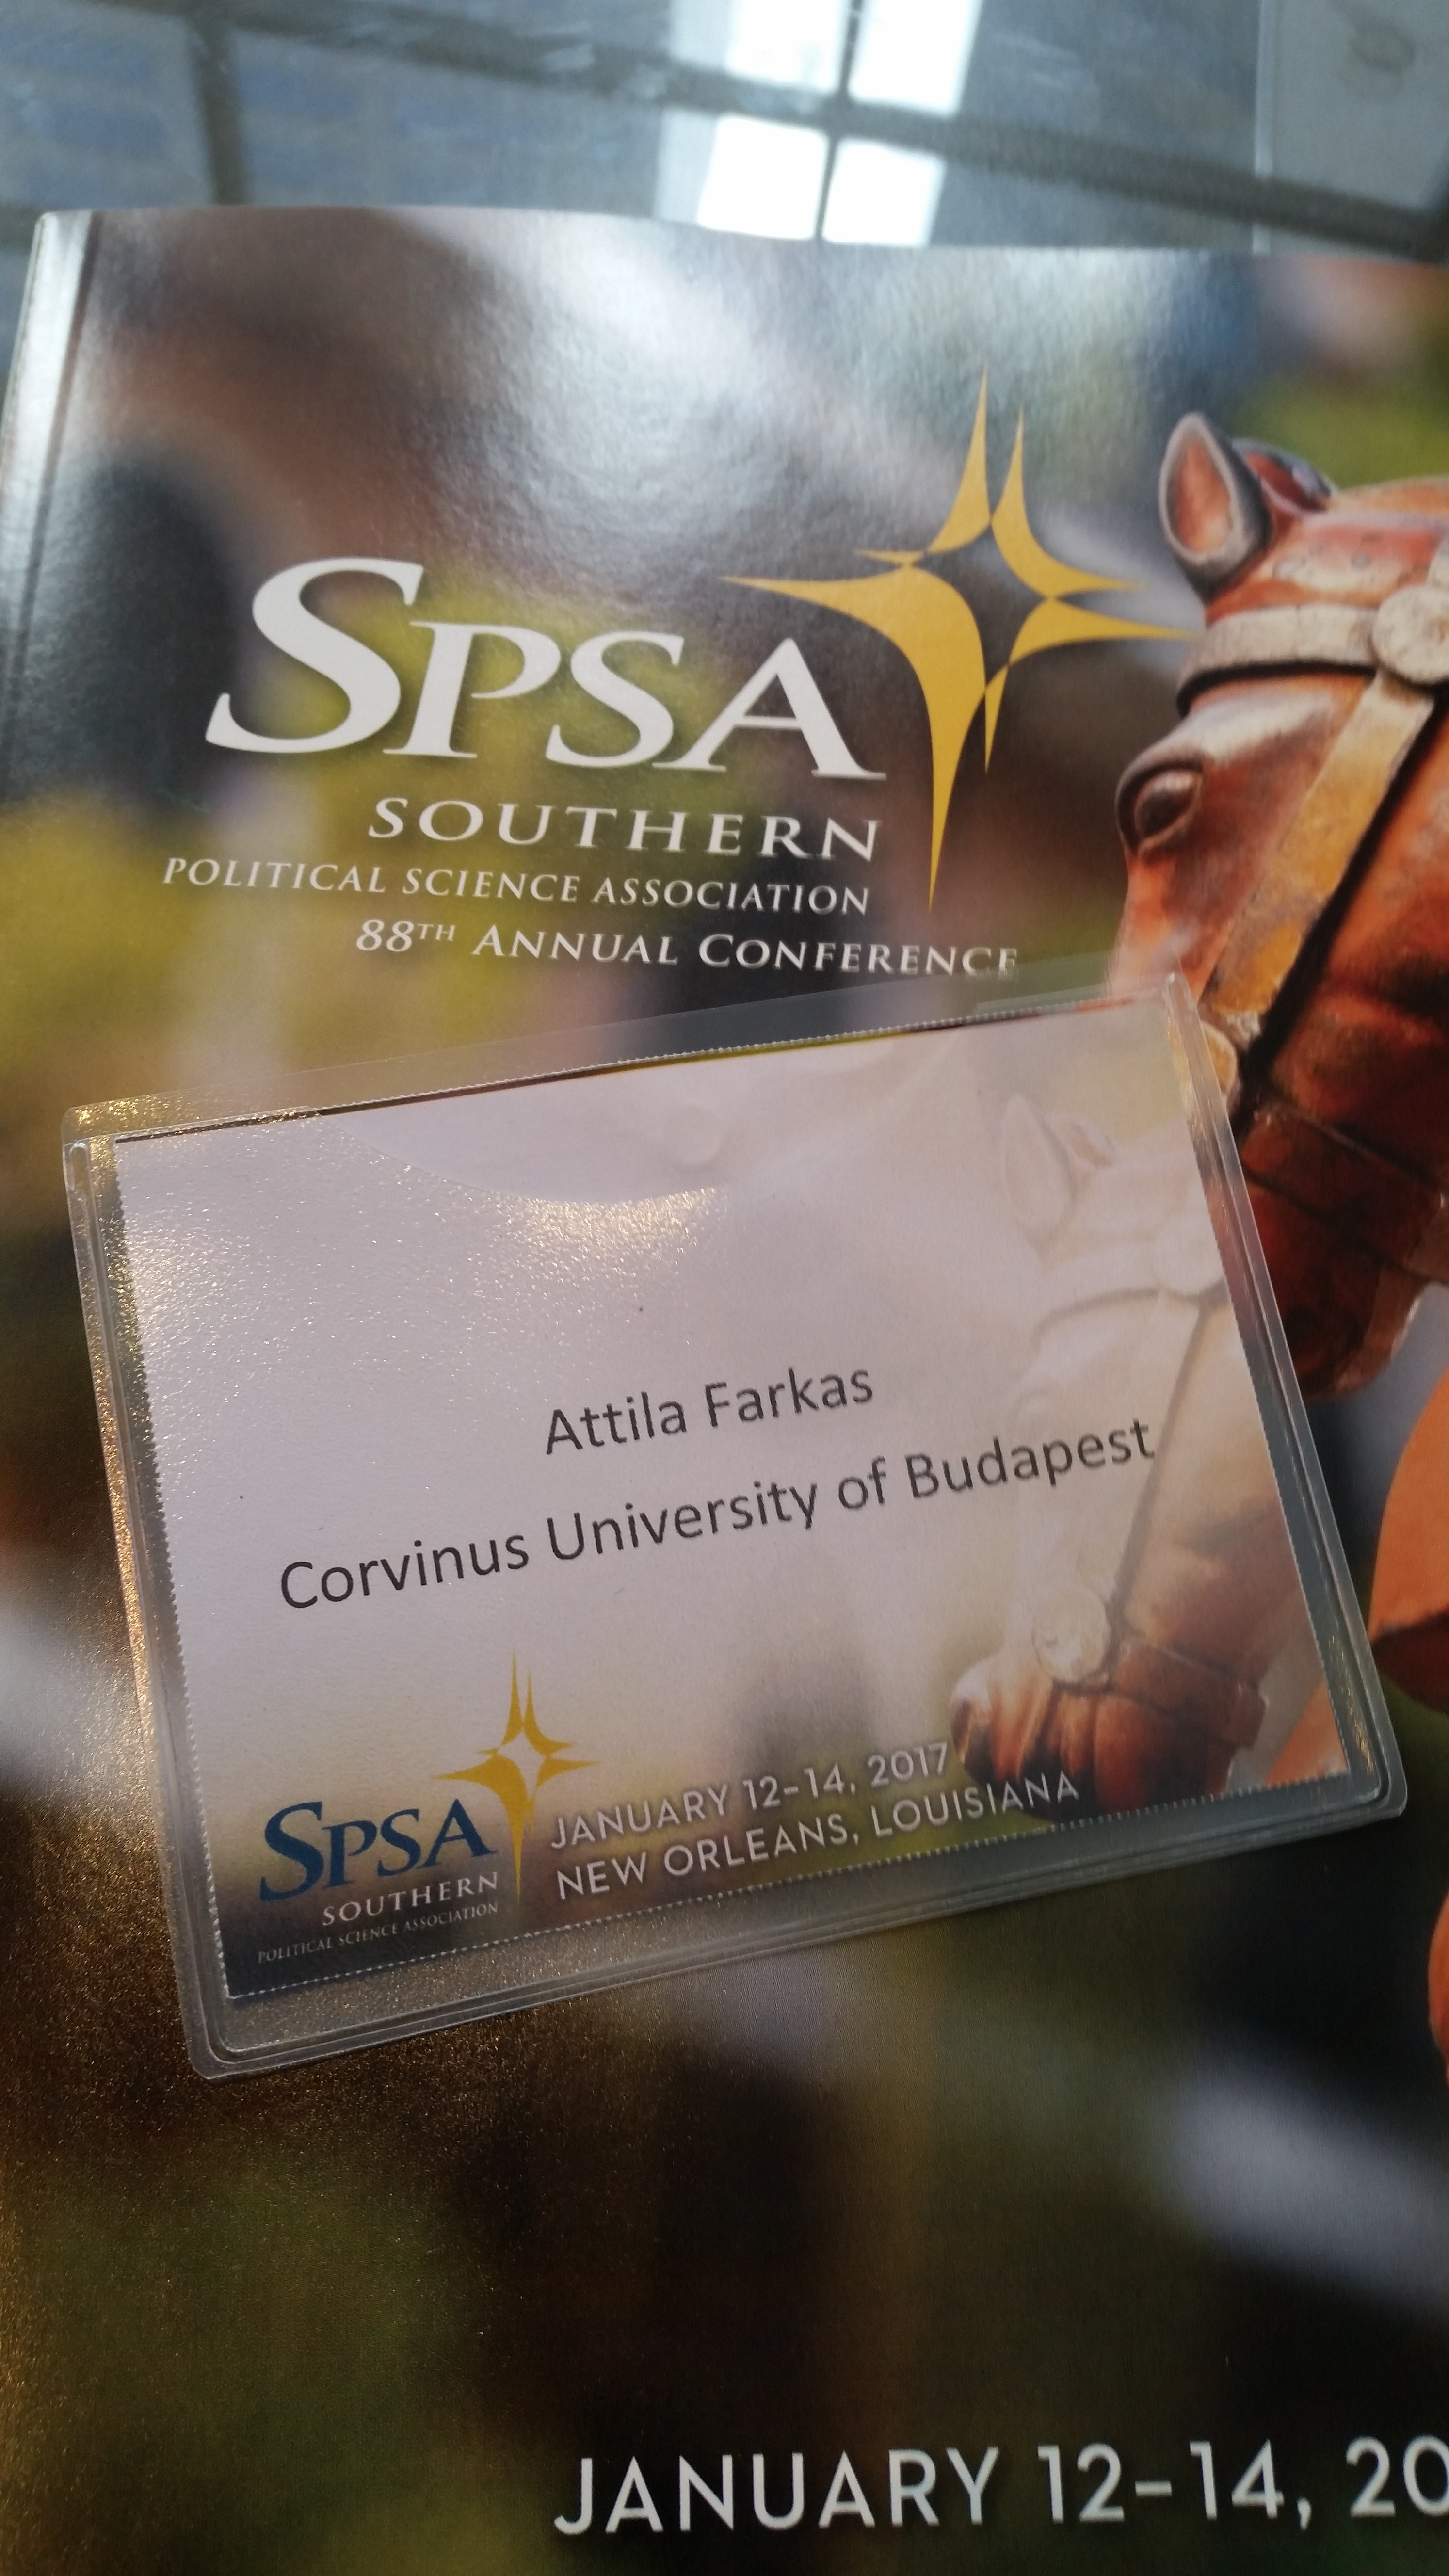 SPSA
SOUTHERN
POLITICAL SCIENCE ASSOCIATION
88TH ANNUAL CONFERENCE
Attila Farkas
Corvinus University of Budapest
SPSA
SOUTHERN
POLITICAL SCIENCE ASSOCIATION
JANUARY 12-14, 2017
NEW ORLEANS, LOUISIANA
JANUARY 12-14, 20